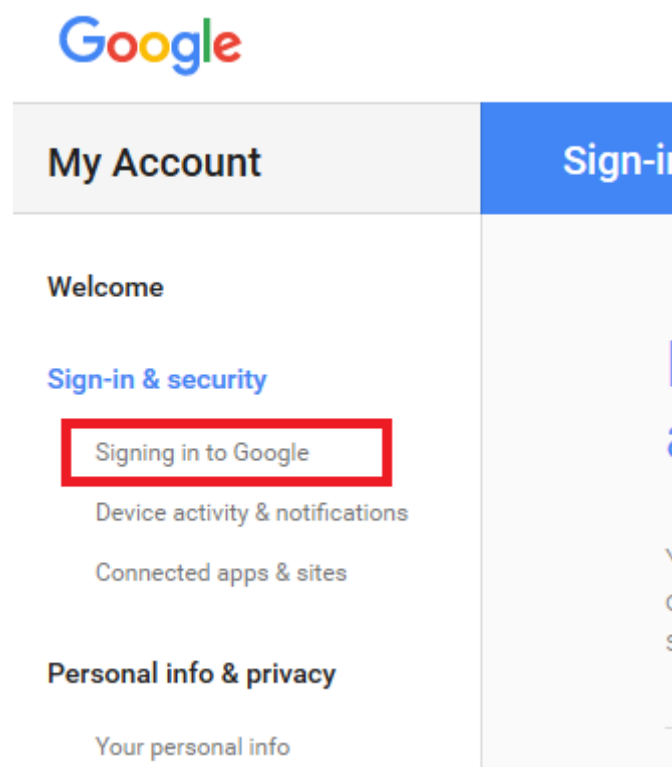 Google
My Account
Welcome
Sign-in & security
Signing in to Google
Device activity & notifications
Connected apps & sites
Personal info & privacy
Your personal info